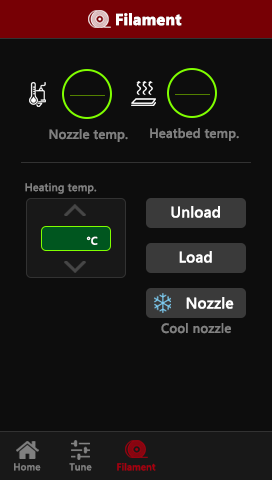 Filament
Nozzle temp.
Heatbed temp.
Heating temp.
°C
Unload
Load
Nozzle
Cool nozzle
Home
Tune
Filament